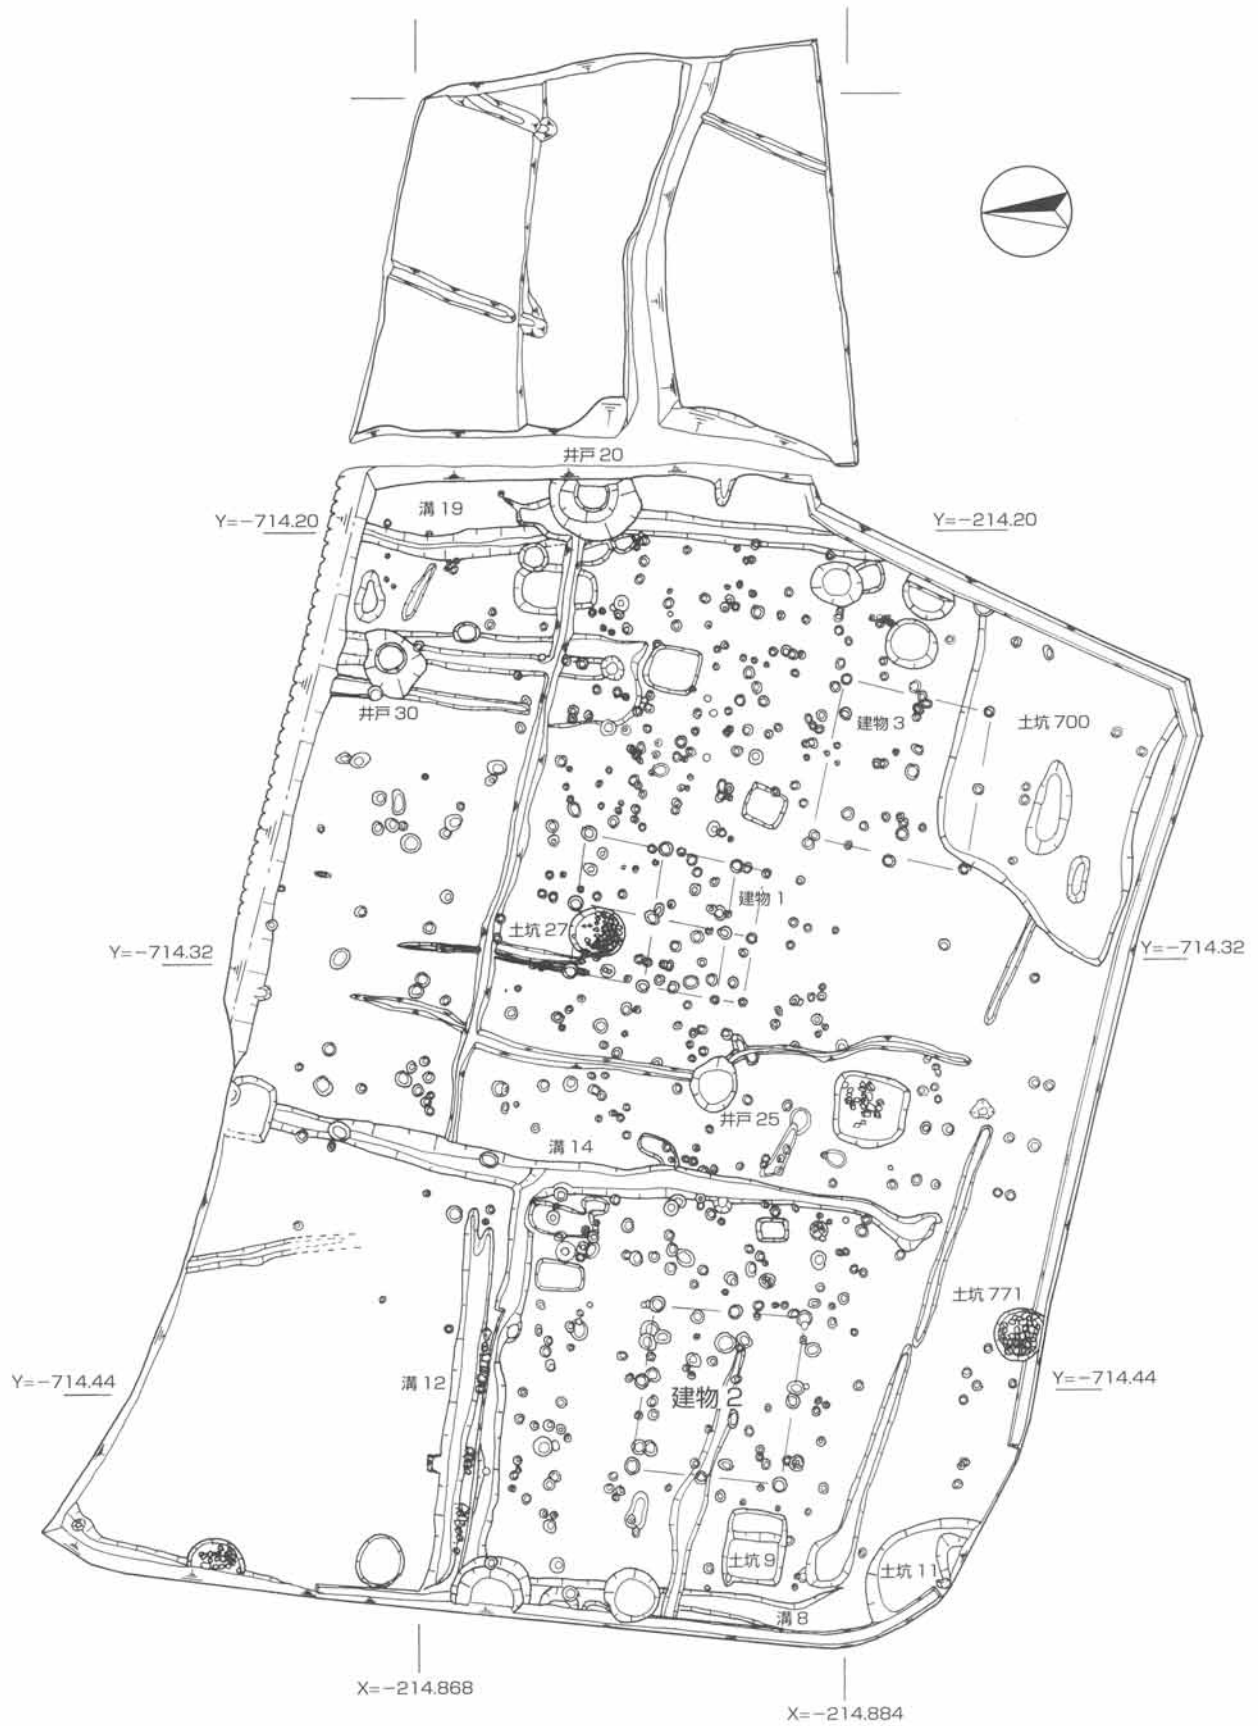 井戸 20
溝 19
Y=-714.20
Y=-214.20
井戸 30
建物 3
土坑 700
建物 1
土坑 27
Y=-714.32
Y=-714.32
井戸 25
溝 14
土坑 771
溝 12
Y=-714.44
Y=-714.44
建物 2
土坑 9
土坑 11
溝 8
X=-214.868
X=-214.884